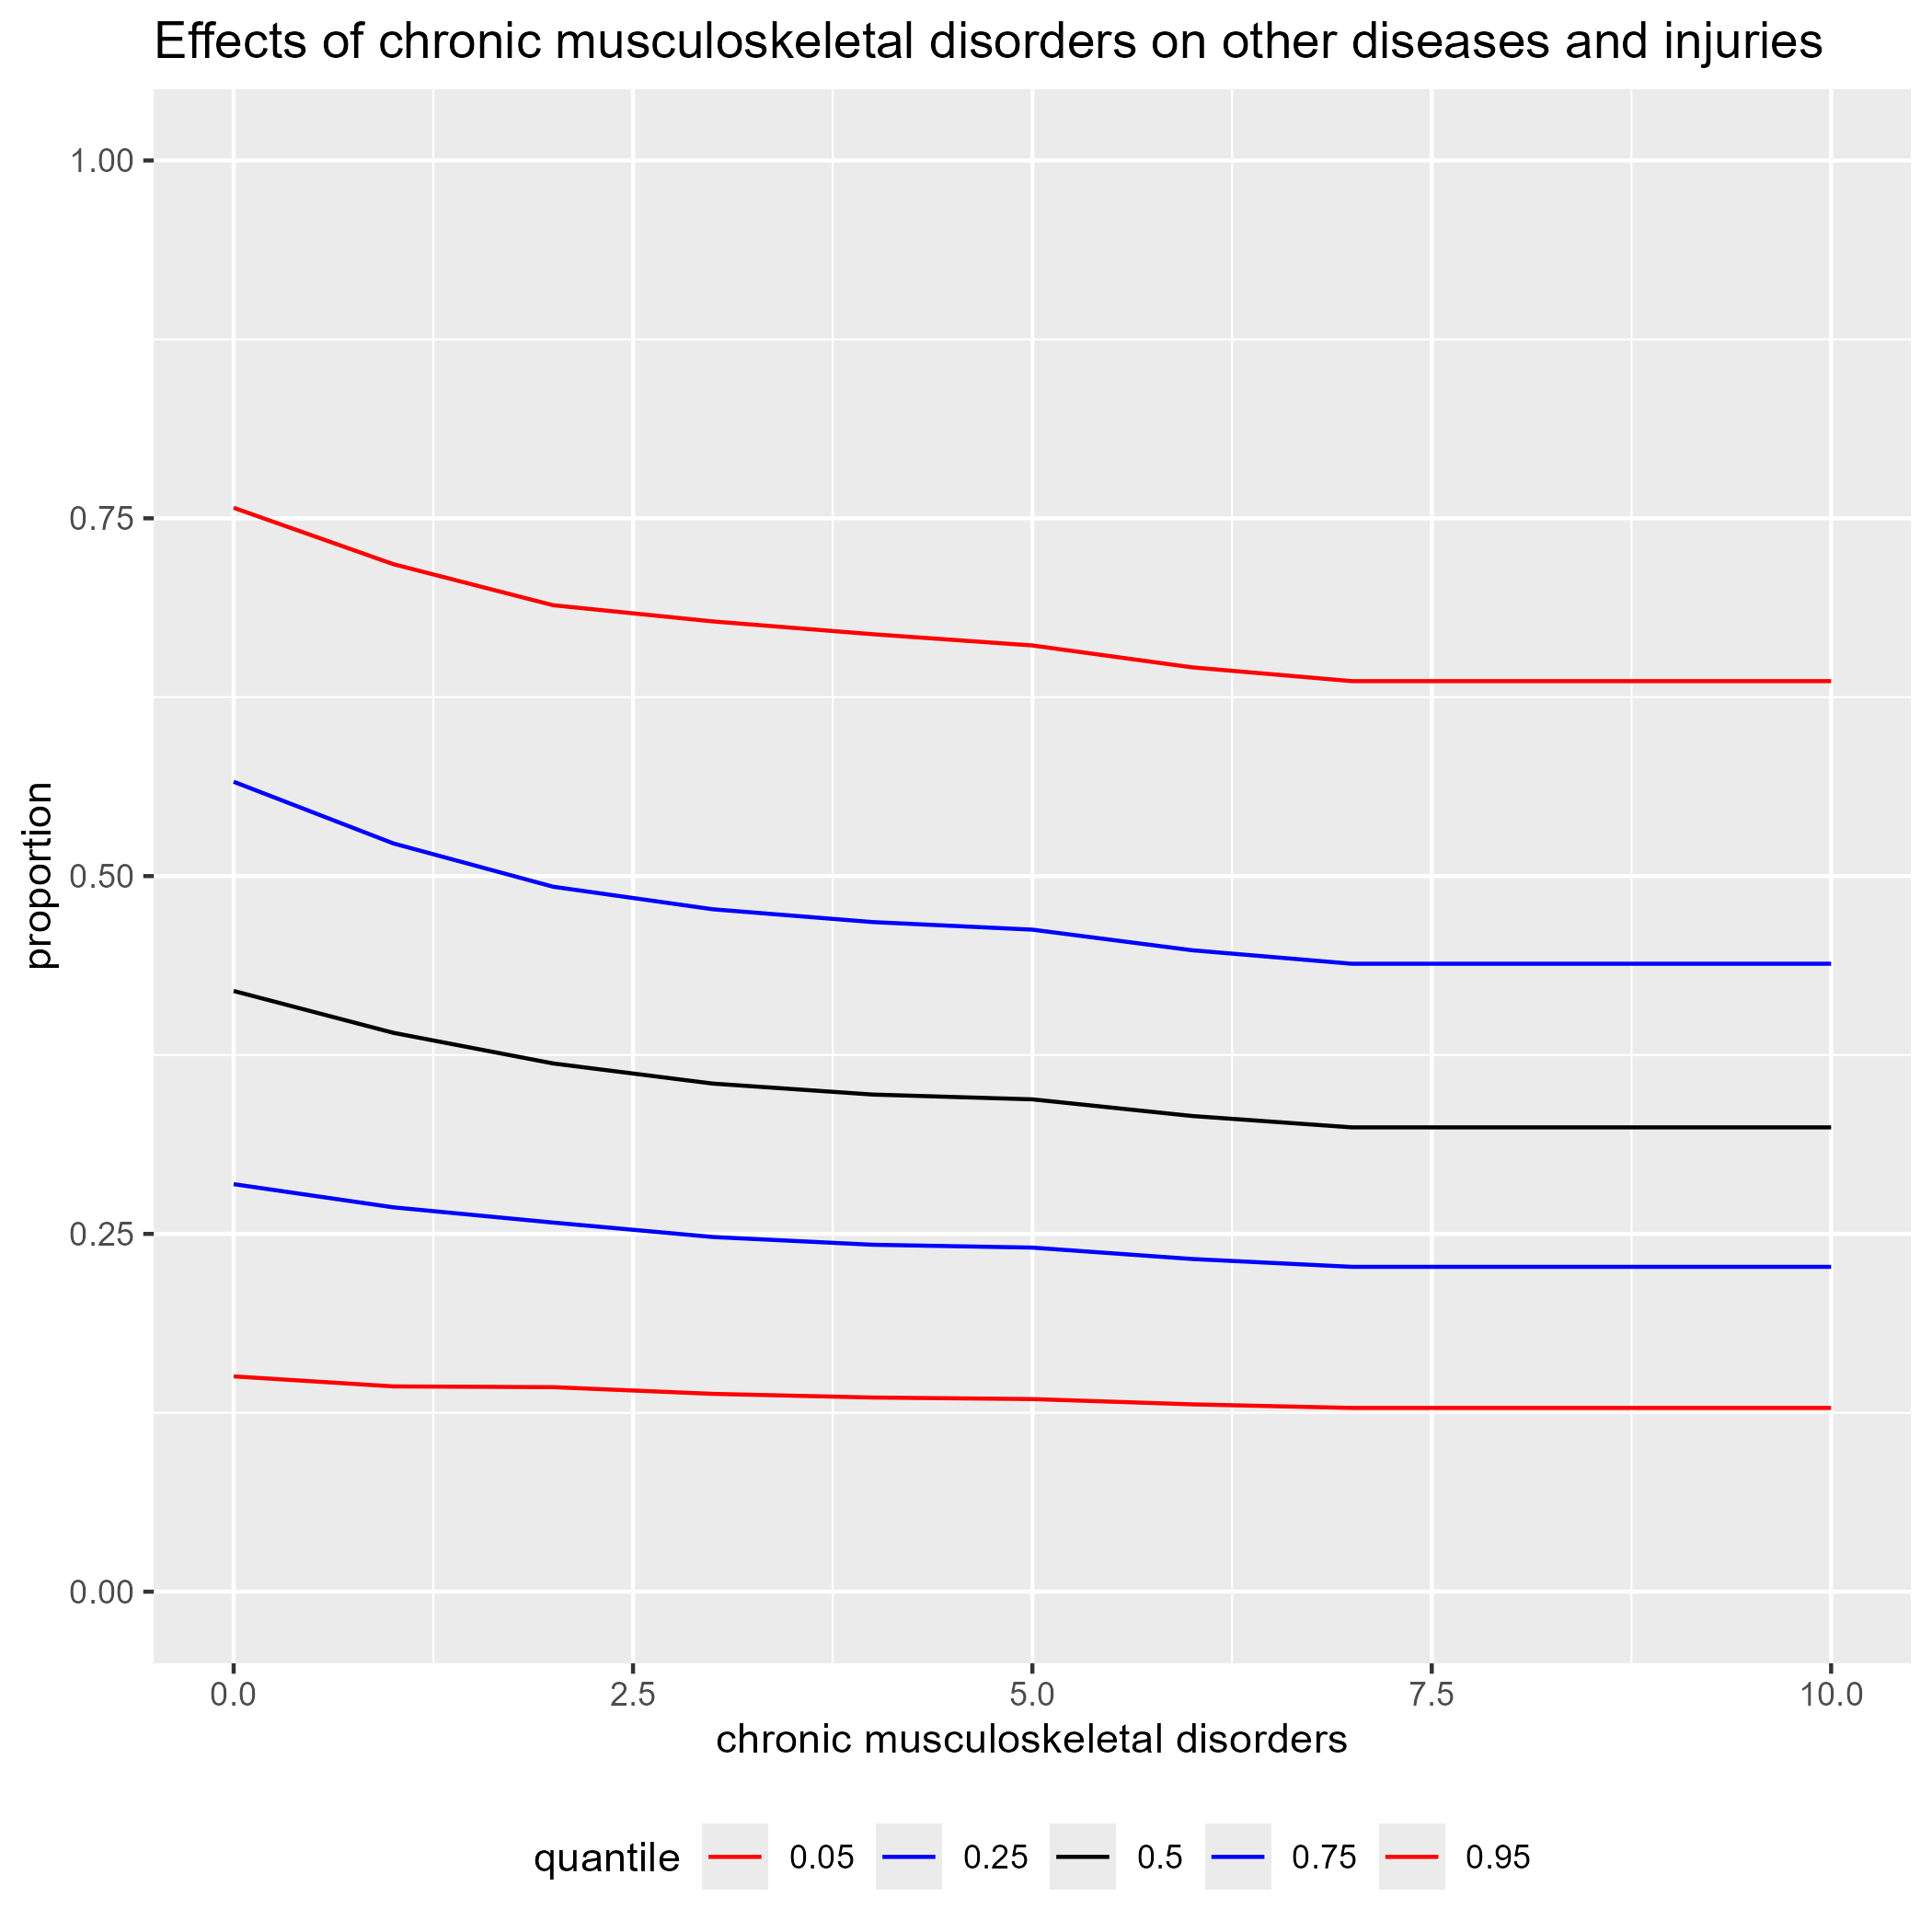 Effects of chronic musculoskeletal disorders on other diseases and injuries
1.00
0.75
0.50
0.25
0.00
proportion
0.0 2.5 5.0 7.5 10.0
chronic musculoskeletal disorders
quantile 0.05 0.25 0.5 0.75 0.95